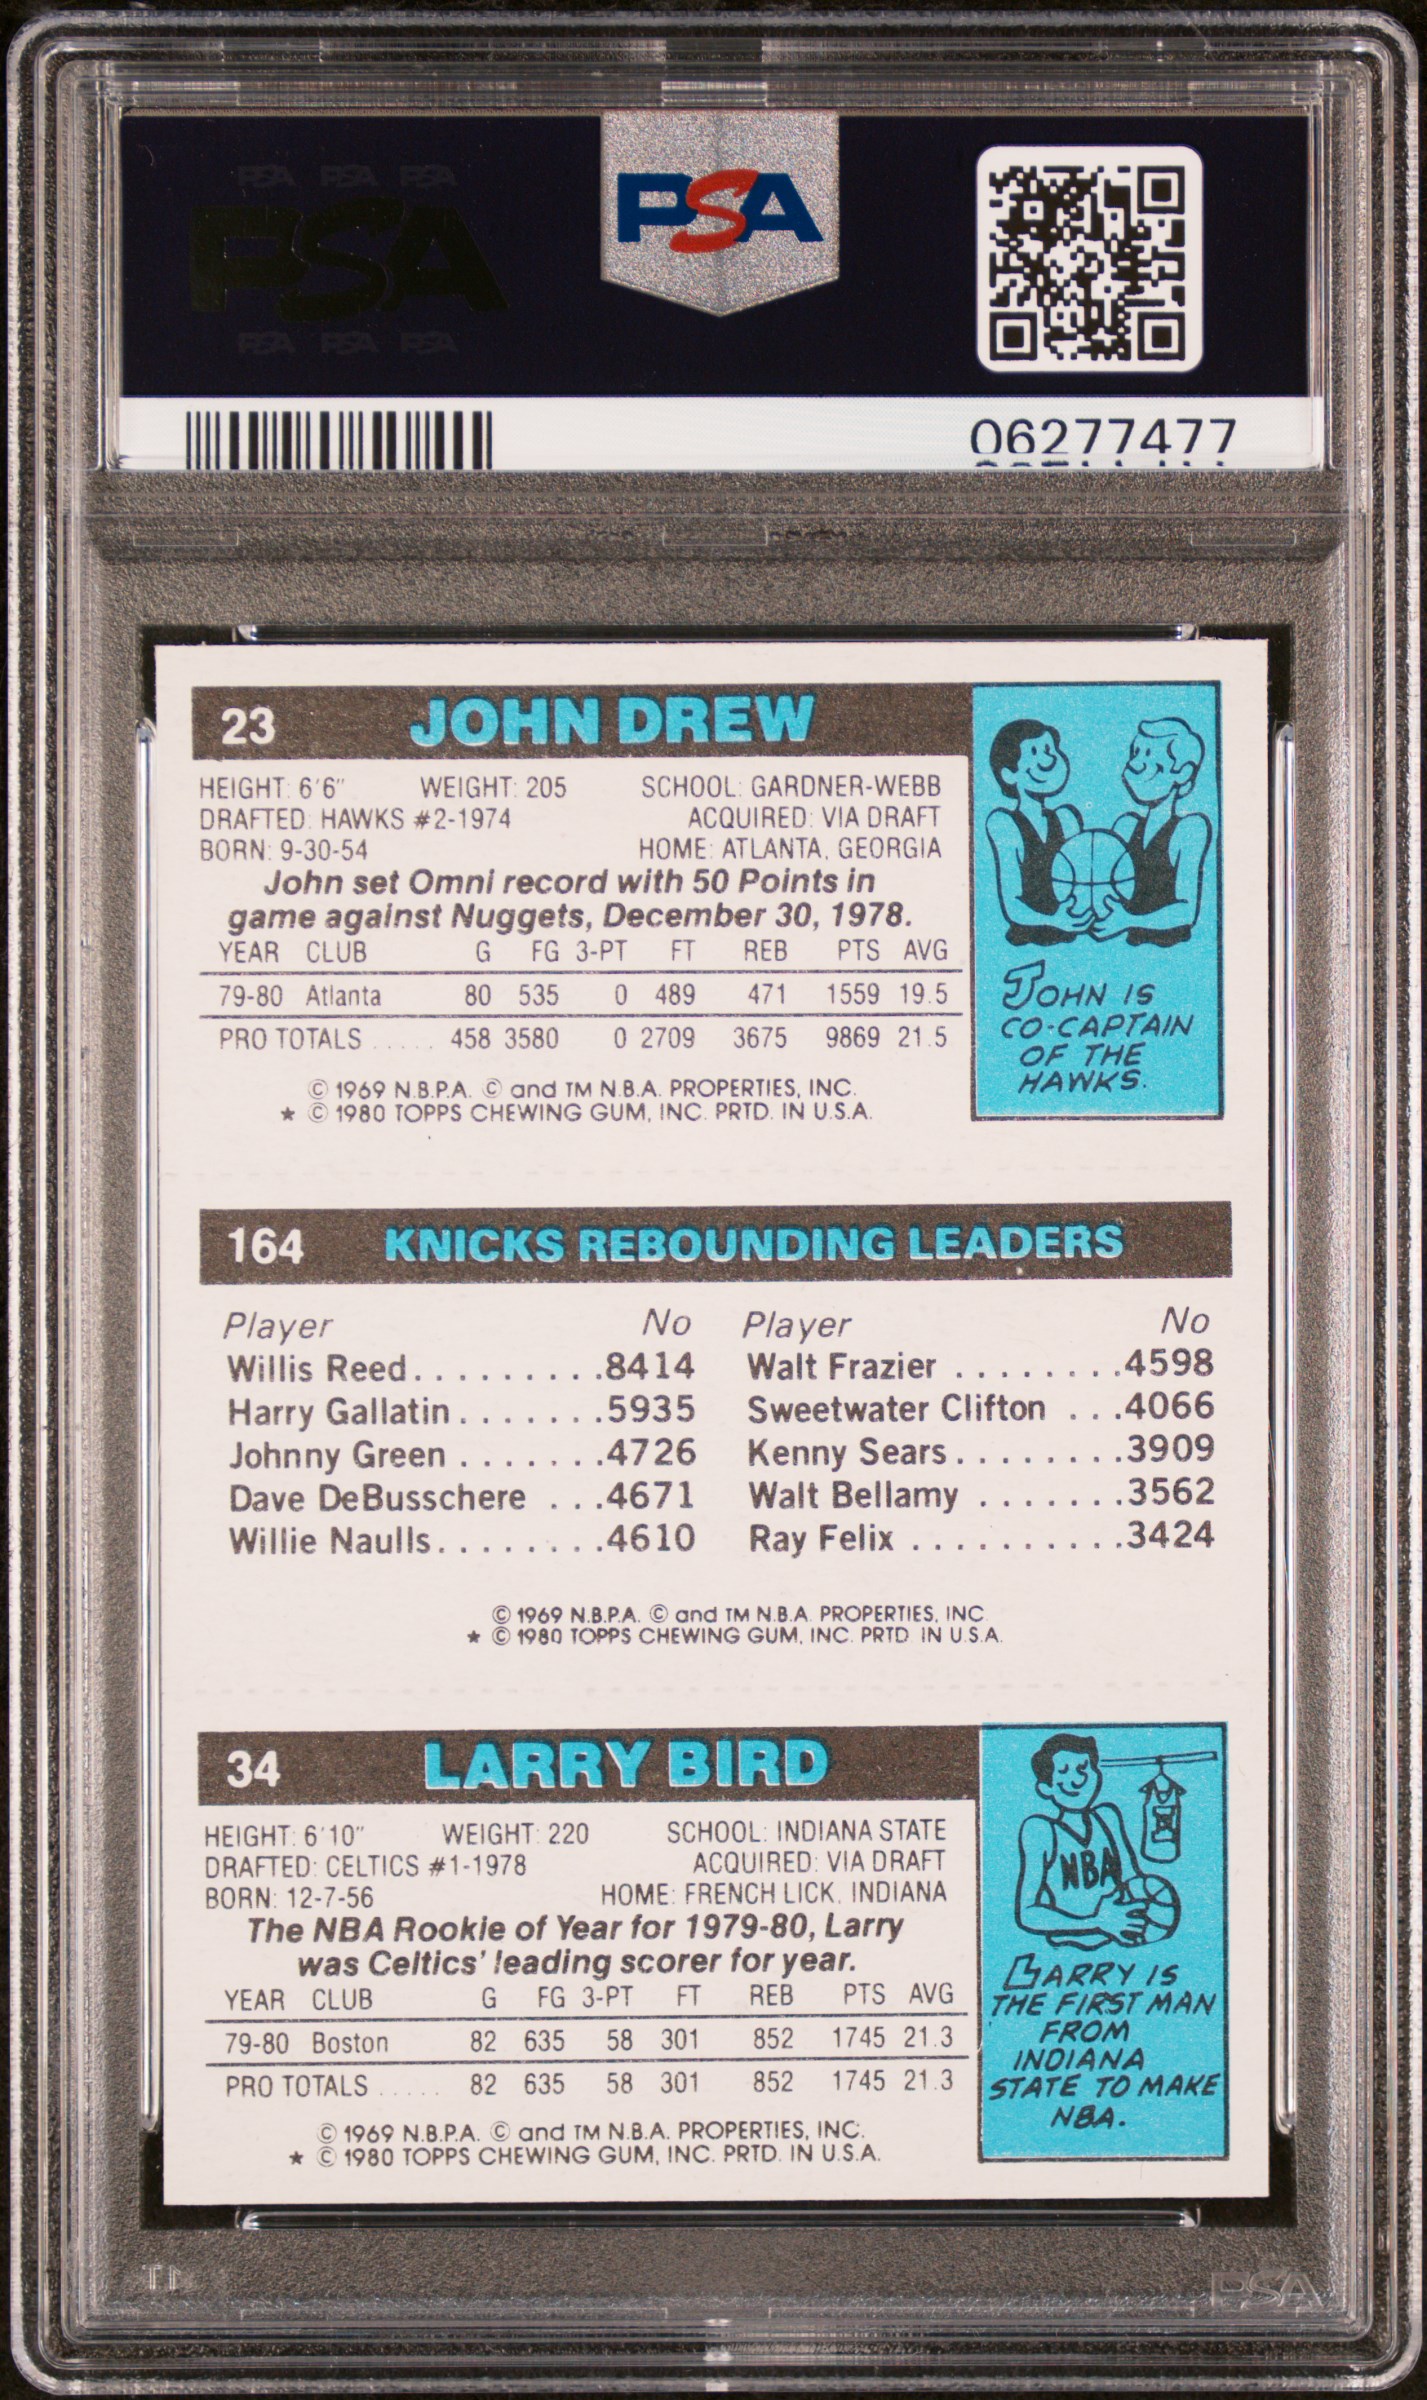 PSA PSA PSA
PSA
PSA PSA PSA
PSA
06277477
23 JOHN DREW
HEIGHT: 6'6" WEIGHT: 205 SCHOOL: GARDNER-WEBB
DRAFTED: HAWKS #2-1974 ACQUIRED: VIA DRAFT
BORN: 9-30-54 HOME: ATLANTA, GEORGIA
John set Omni record with 50 Points in
game against Nuggets, December 30, 1978.
YEAR CLUB G FG 3-PT FT REB PTS AVG
79-80 Atlanta 80 535 0 489 471 1559 19.5
PRO TOTALS ..... 458 3580 0 2709 3675 9869 21.5
© 1969 N.B.P.A. © and TM N.B.A. PROPERTIES, INC.
★ © 1980 TOPPS CHEWING GUM, INC. PRTD. IN U.S.A.
JOHN IS
CO-CAPTAIN
OF THE
HAWKS.
164 KNICKS REBOUNDING LEADERS
Player No Player No
Willis Reed.........8414 Walt Frazier ........4598
Harry Gallatin.......5935 Sweetwater Clifton ...4066
Johnny Green .......4726 Kenny Sears........3909
Dave DeBusschere ...4671 Walt Bellamy .......3562
Willie Naulls........4610 Ray Felix ..........3424
© 1969 N.B.P.A. © and TM N.B.A. PROPERTIES, INC
★ © 1980 TOPPS CHEWING GUM, INC. PRTD IN U.S.A.
34 LARRY BIRD
HEIGHT: 6'10" WEIGHT: 220 SCHOOL: INDIANA STATE
DRAFTED: CELTICS #1-1978 ACQUIRED: VIA DRAFT
BORN: 12-7-56 HOME: FRENCH LICK, INDIANA
The NBA Rookie of Year for 1979-80, Larry
was Celtics' leading scorer for year.
YEAR CLUB G FG 3-PT FT REB PTS AVG
79-80 Boston 82 635 58 301 852 1745 21.3
PRO TOTALS ..... 82 635 58 301 852 1745 21.3
© 1969 N.B.P.A. © and TM N.B.A. PROPERTIES, INC.
★ © 1980 TOPPS CHEWING GUM, INC. PRTD. IN U.S.A.
NBA
LARRY IS
THE FIRST MAN
FROM
INDIANA
STATE TO MAKE
NBA.
PSA